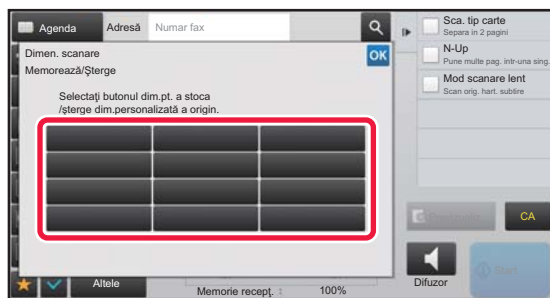 Agenda
Adresă
Numar fax
Sca. tip carte
Separa in 2 pagini
N-Up
Pune multe pag. intr-una sing.
Mod scanare lent
Scan orig. hart. subtire
Dimen. scanare
OK
Memorează/Şterge
Selectaţi butonul dim.pt. a stoca
/şterge dim.personalizată a origin.
CA
Start
Altele
Memorie recepţ. :
100%
Difuzor